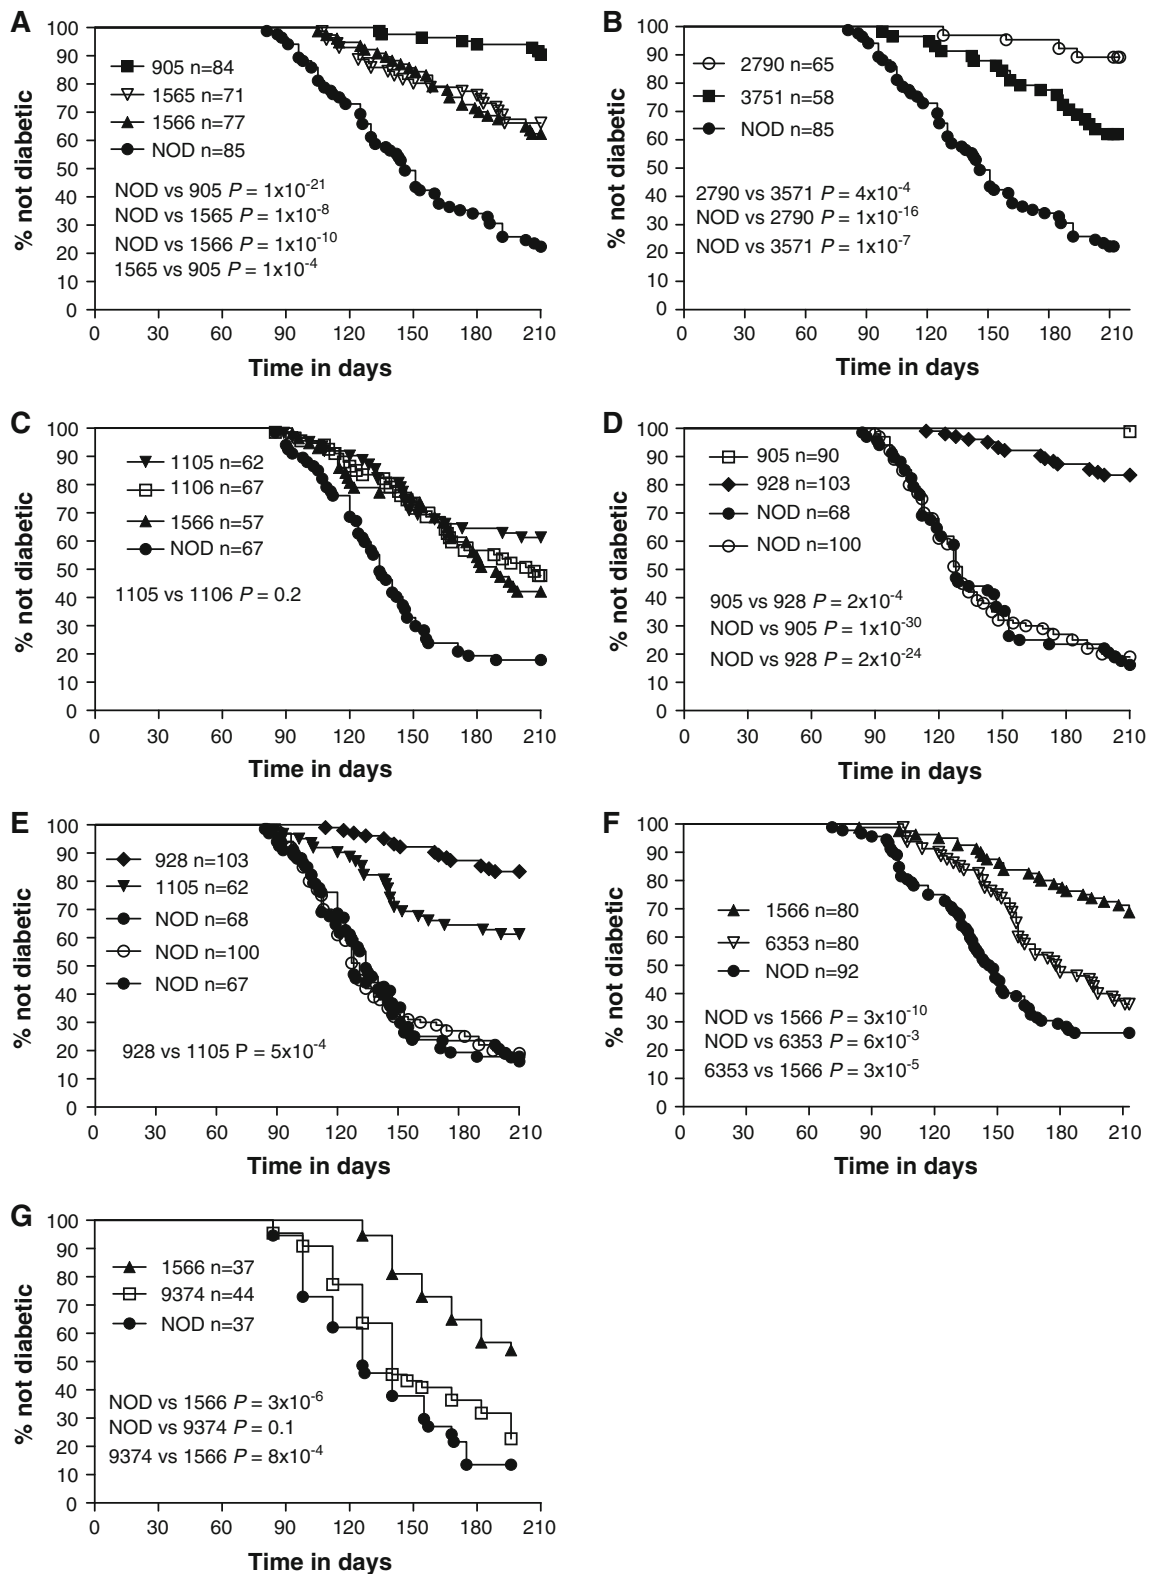 A
% not diabetic
100
90
80
70
60
50
40
30
20
10
0
905 n=84
1565 n=71
1566 n=77
NOD n=85
NOD vs 905 P = 1x10-21
NOD vs 1565 P = 1x10-8
NOD vs 1566 P = 1x10-10
1565 vs 905 P = 1x10-4
0 30 60 90 120 150 180 210
Time in days
B
% not diabetic
100
90
80
70
60
50
40
30
20
10
0
2790 n=65
3751 n=58
NOD n=85
2790 vs 3571 P = 4x10-4
NOD vs 2790 P = 1x10-16
NOD vs 3571 P = 1x10-7
0 30 60 90 120 150 180 210
Time in days
C
% not diabetic
100
90
80
70
60
50
40
30
20
10
0
1105 n=62
1106 n=67
1566 n=57
NOD n=67
1105 vs 1106 P = 0.2
0 30 60 90 120 150 180 210
Time in days
D
% not diabetic
100
90
80
70
60
50
40
30
20
10
0
905 n=90
928 n=103
NOD n=68
NOD n=100
905 vs 928 P = 2x10-4
NOD vs 905 P = 1x10-30
NOD vs 928 P = 2x10-24
0 30 60 90 120 150 180 210
Time in days
E
% not diabetic
100
90
80
70
60
50
40
30
20
10
0
928 n=103
1105 n=62
NOD n=68
NOD n=100
NOD n=67
928 vs 1105 P = 5x10-4
0 30 60 90 120 150 180 210
Time in days
F
% not diabetic
100
90
80
70
60
50
40
30
20
10
0
1566 n=80
6353 n=80
NOD n=92
NOD vs 1566 P = 3x10-10
NOD vs 6353 P = 6x10-3
6353 vs 1566 P = 3x10-5
0 30 60 90 120 150 180 210
Time in days
G
% not diabetic
100
90
80
70
60
50
40
30
20
10
0
1566 n=37
9374 n=44
NOD n=37
NOD vs 1566 P = 3x10-6
NOD vs 9374 P = 0.1
9374 vs 1566 P = 8x10-4
0 30 60 90 120 150 180 210
Time in days